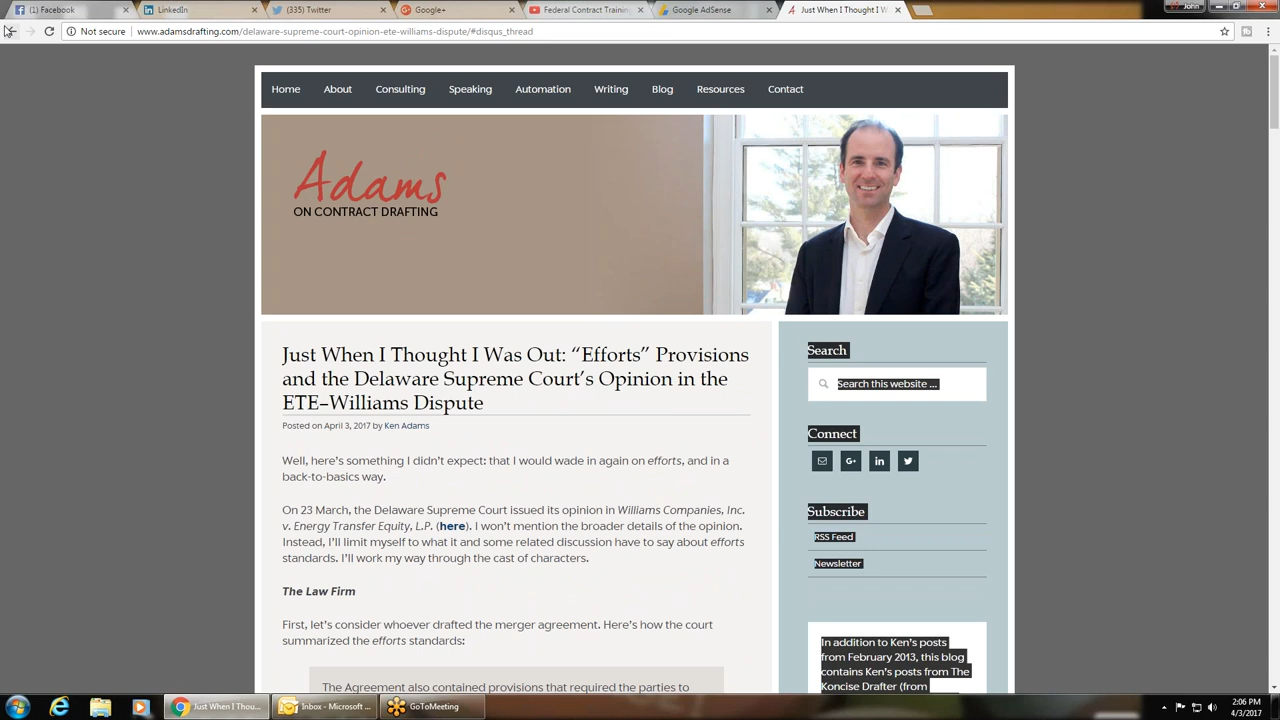 (1) Facebook
LinkedIn
(335) Twitter
Google+
Federal Contract Training
Google AdSense
Just When I Thought I W
John
Not secure
www.adamsdrafting.com/delaware-supreme-court-opinion-ete-williams-dispute/#disqus_thread
Home
About
Consulting
Speaking
Automation
Writing
Blog
Resources
Contact
Adams
ON CONTRACT DRAFTING
Just When I Thought I Was Out: “Efforts” Provisions
and the Delaware Supreme Court’s Opinion in the
ETE–Williams Dispute
Posted on April 3, 2017 by Ken Adams
Well, here’s something I didn’t expect: that I would wade in again on efforts, and in a
back-to-basics way.
On 23 March, the Delaware Supreme Court issued its opinion in Williams Companies, Inc.
v. Energy Transfer Equity, L.P. (here). I won’t mention the broader details of the opinion.
Instead, I’ll limit myself to what it and some related discussion have to say about efforts
standards. I’ll work my way through the cast of characters.
The Law Firm
First, let’s consider whoever drafted the merger agreement. Here’s how the court
summarized the efforts standards:
The Agreement also contained provisions that required the parties to
Search
Search this website ...
Connect
Subscribe
RSS Feed
Newsletter
In addition to Ken's posts
from February 2013, this blog
contains Ken's posts from The
Koncise Drafter (from
Just When I Thou...
Inbox - Microsoft ...
GoToMeeting
2:06 PM
4/3/2017